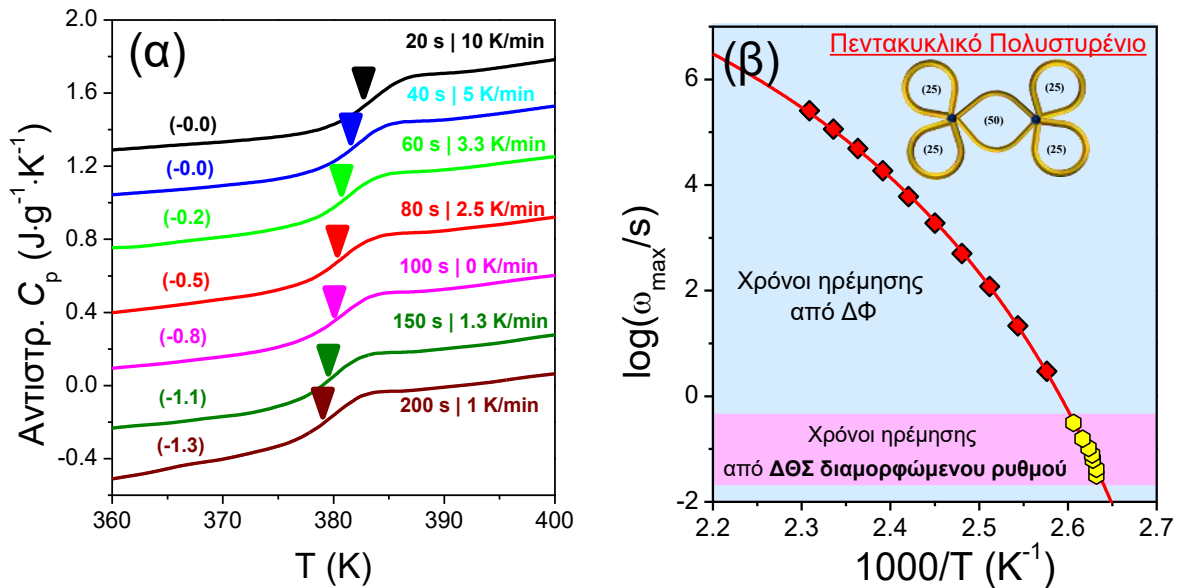 (α)
2.0
1.6
1.2
0.8
0.4
0.0
-0.4
Αντιστρ. Cp (J·g-1·K-1)
20 s | 10 K/min
40 s | 5 K/min
60 s | 3.3 K/min
80 s | 2.5 K/min
100 s | 0 K/min
150 s | 1.3 K/min
200 s | 1 K/min
(-0.0)
(-0.0)
(-0.2)
(-0.5)
(-0.8)
(-1.1)
(-1.3)
360 370 380 390 400
T (K)
(β)
Πεντακυκλικό Πολυστυρένιο
(25) (25)
(50)
(25) (25)
6
4
2
0
-2
log(ωmax/s)
Χρόνοι ηρέμησης
από ΔΦ
Χρόνοι ηρέμησης
από ΔΘΣ διαμορφώμενου ρυθμού
2.2 2.3 2.4 2.5 2.6 2.7
1000/T (K-1)